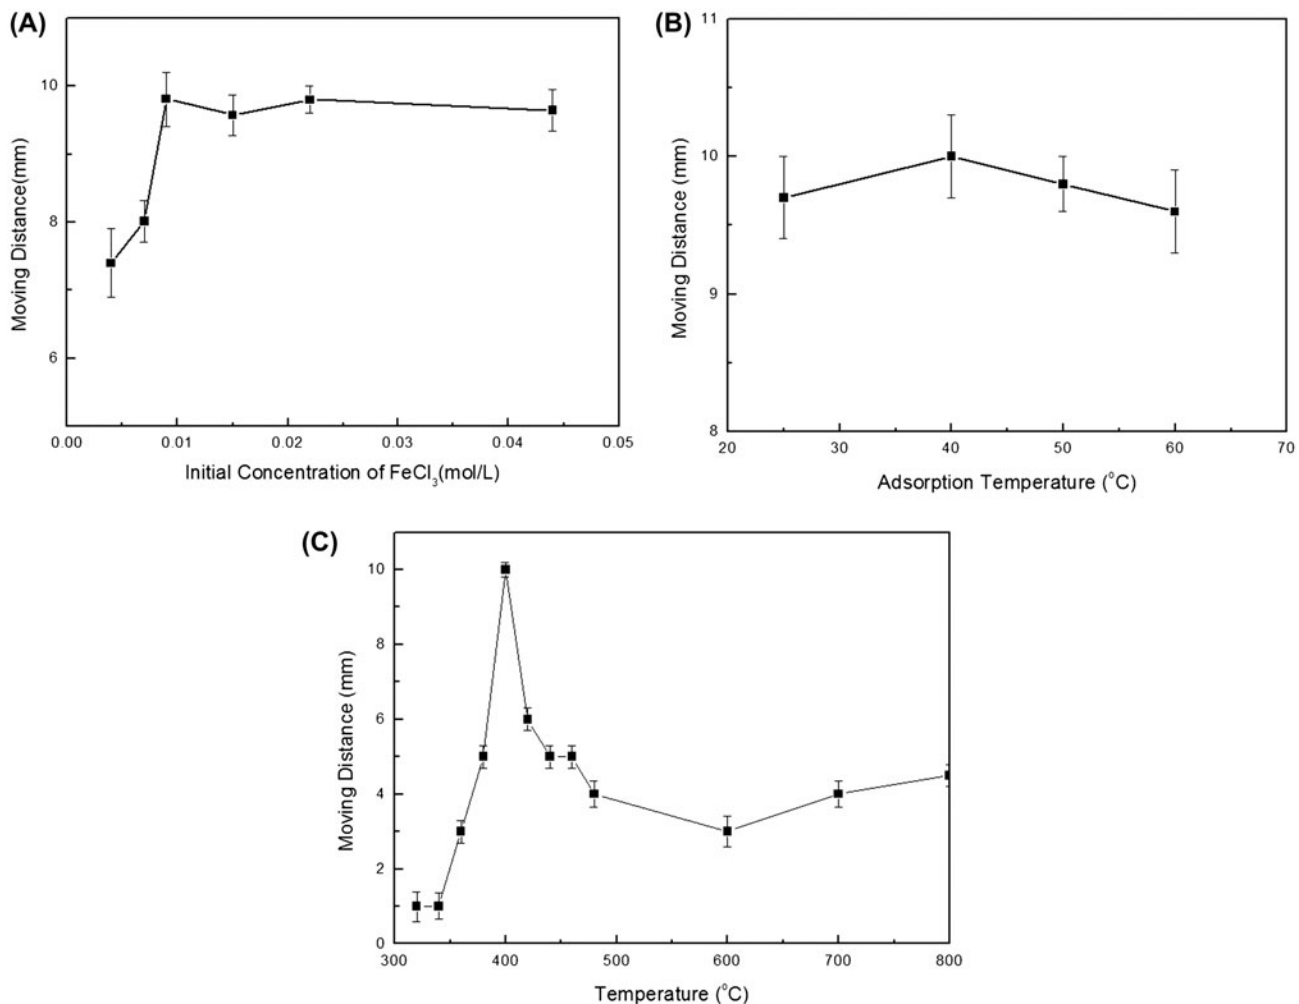 (A)
10
8
6
Moving Distance(mm)
0.00 0.01 0.02 0.03 0.04 0.05
Initial Concentration of FeCl₃(mol/L)
(B)
11
10
9
8
Moving Distance (mm)
20 30 40 50 60 70
Adsorption Temperature (°C)
(C)
10
8
6
4
2
0
Moving Distance (mm)
300 400 500 600 700 800
Temperature (°C)